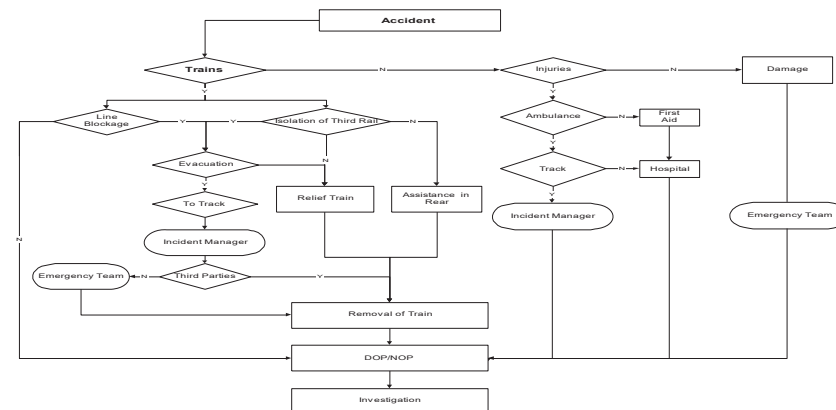 Accident
Trains
N
Injuries
N
Damage
Y
Y
Line
Blockage
Y
Y
Isolation of Third Rail
N
Ambulance
N
First
Aid
N
Y
Evacuation
Track
N
Hospital
Y
To Track
Relief Train
Assistance in
Rear
Y
Incident Manager
Emergency Team
N
Incident Manager
Emergency Team
N
Third Parties
Y
Removal of Train
DOP/NOP
Investigation